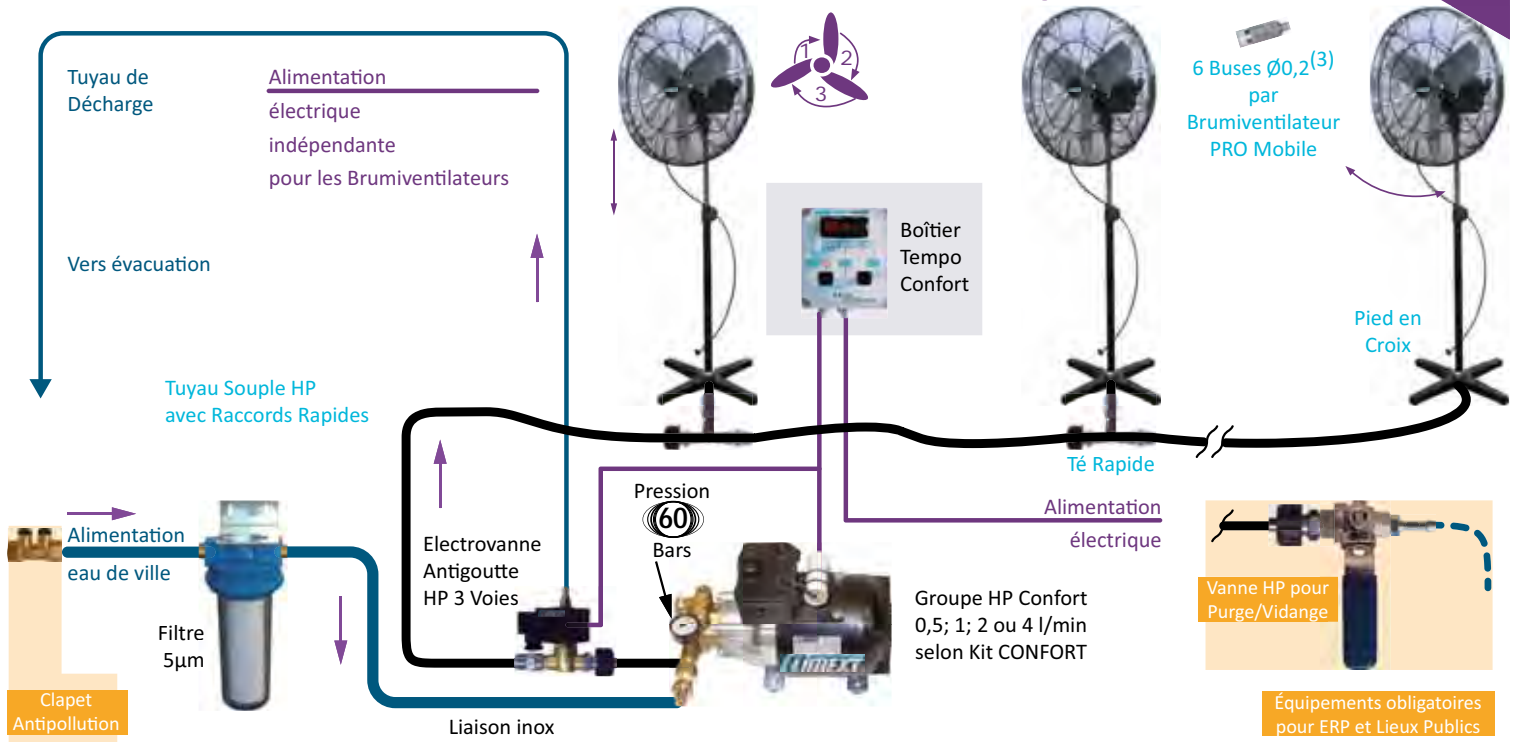 Tuyau de
Décharge
Alimentation
électrique
indépendante
pour les Brumiventilateurs
1
2
3
6 Buses Ø0,2(3)
par
Brumiventilateur
PRO Mobile
Vers évacuation
Boîtier
Tempo
Confort
Pied en
Croix
Tuyau Souple HP
avec Raccords Rapides
Té Rapide
Pression
60
Bars
Alimentation
électrique
Alimentation
eau de ville
Electrovanne
Antigoutte
HP 3 Voies
Filtre
5µm
Groupe HP Confort
0,5; 1; 2 ou 4 l/min
selon Kit CONFORT
Vanne HP pour
Purge/Vidange
Clapet
Antipollution
Liaison inox
Équipements obligatoires
pour ERP et Lieux Publics